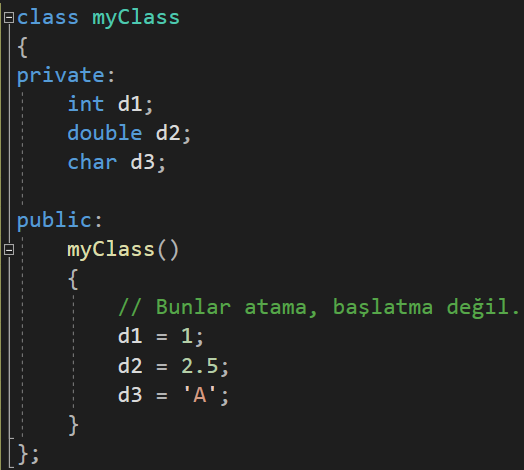 class myClass
{
private:
    int d1;
    double d2;
    char d3;

public:
    myClass()
    {
        // Bunlar atama, başlatma değil.
        d1 = 1;
        d2 = 2.5;
        d3 = 'A';
    }
};